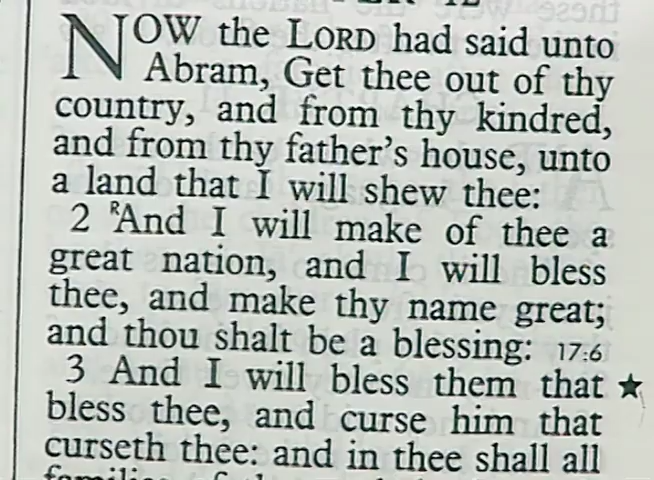 NOW the LORD had said unto
Abram, Get thee out of thy
country, and from thy kindred,
and from thy father's house, unto
a land that I will shew thee:
2 ᴿAnd I will make of thee a
great nation, and I will bless
thee, and make thy name great;
and thou shalt be a blessing: 17:6
3 And I will bless them that ★
bless thee, and curse him that
curseth thee: and in thee shall all
families of the